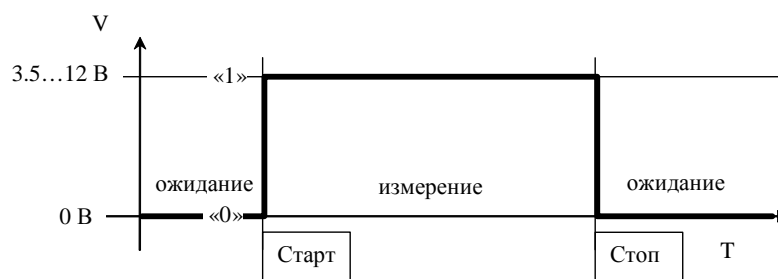 V
3.5…12 В
«1»
ожидание
измерение
ожидание
0 В
«0»
Старт
Стоп
T